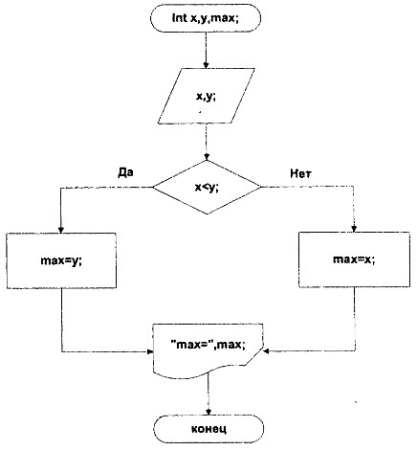 Int x,y,max;
x,y;
Да
Нет
x<y;
max=y;
max=x;
"max=",max;
конец